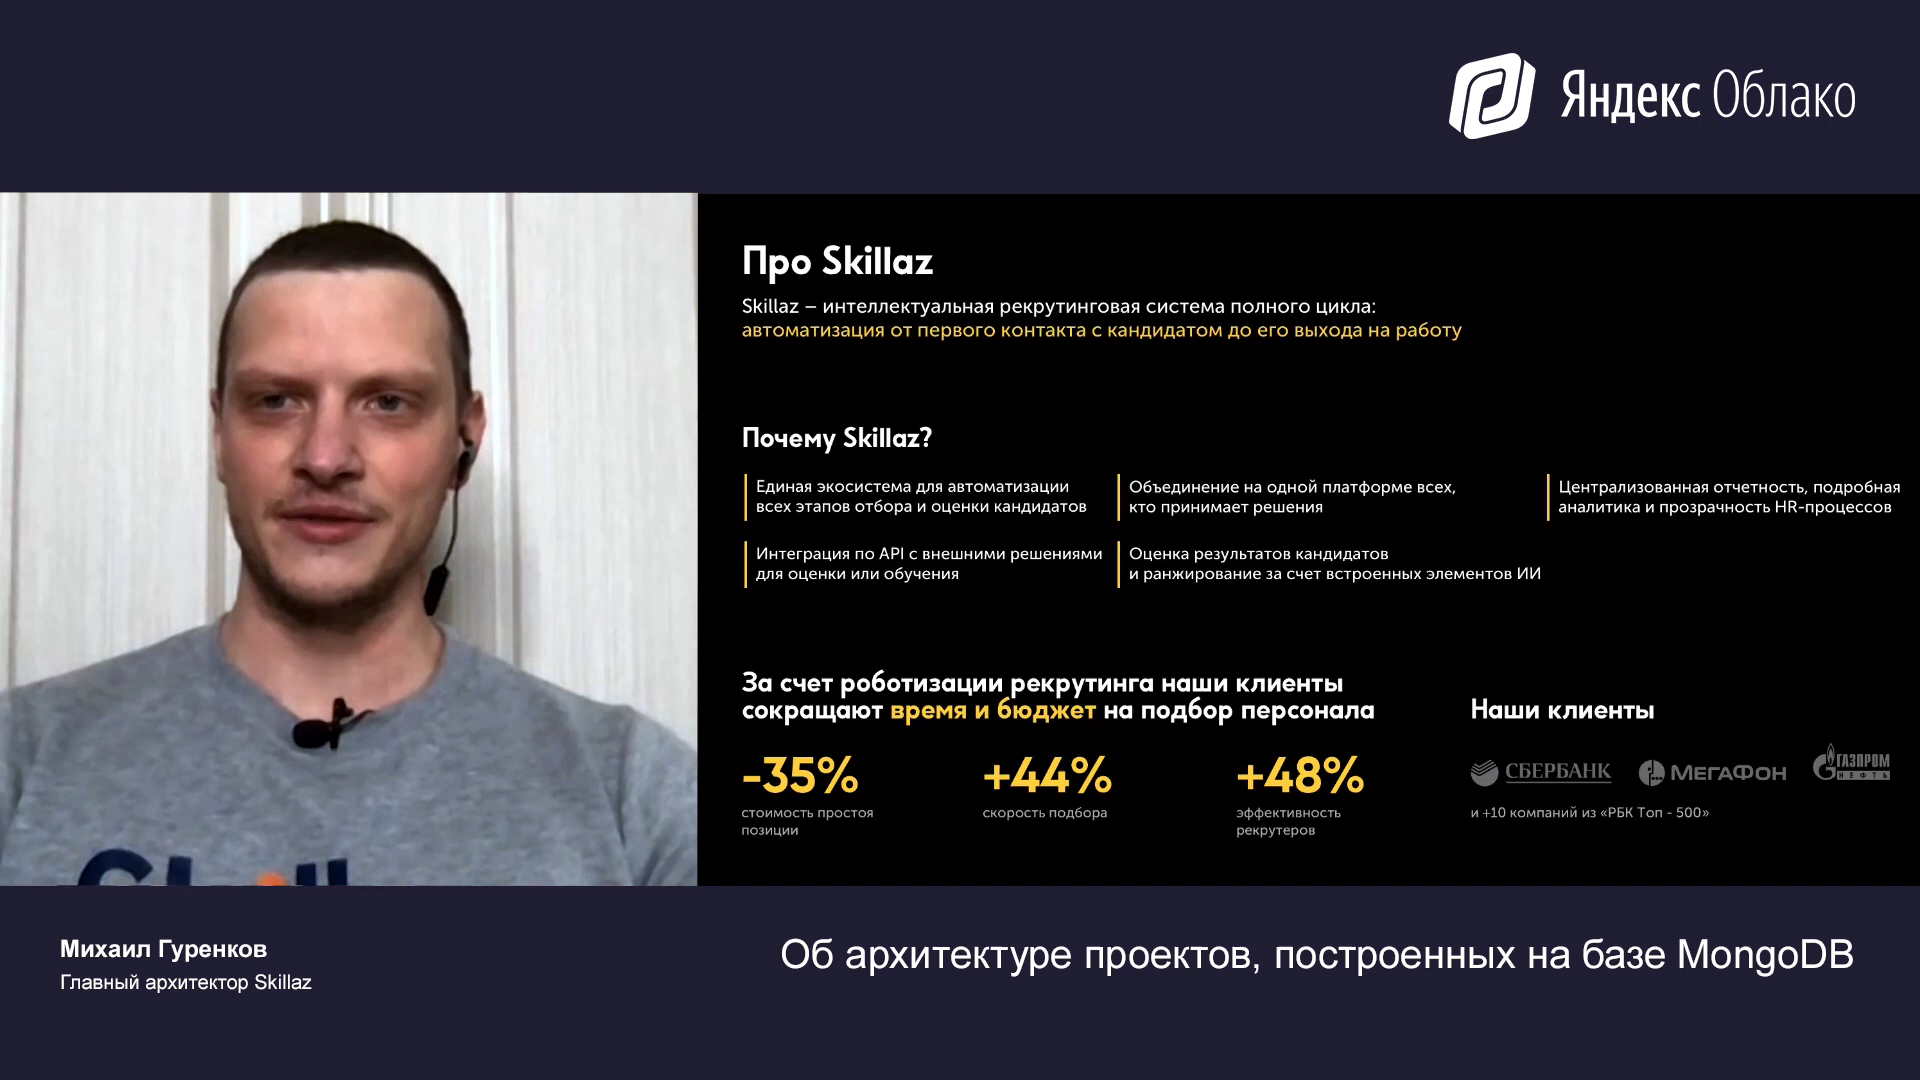 Яндекс Облако
Про Skillaz
Skillaz – интеллектуальная рекрутинговая система полного цикла:
автоматизация от первого контакта с кандидатом до его выхода на работу
Почему Skillaz?
Единая экосистема для автоматизации
всех этапов отбора и оценки кандидатов
Объединение на одной платформе всех,
кто принимает решения
Централизованная отчетность, подробная
аналитика и прозрачность HR-процессов
Интеграция по API с внешними решениями
для оценки или обучения
Оценка результатов кандидатов
и ранжирование за счет встроенных элементов ИИ
За счет роботизации рекрутинга наши клиенты
сокращают время и бюджет на подбор персонала
-35%
стоимость простоя
позиции
+44%
скорость подбора
+48%
эффективность
рекрутеров
Наши клиенты
СБЕРБАНК
МЕГАФОН
ГАЗПРОМ
НЕФТЬ
и +10 компаний из «РБК Топ - 500»
Михаил Гуренков
Главный архитектор Skillaz
Об архитектуре проектов, построенных на базе MongoDB